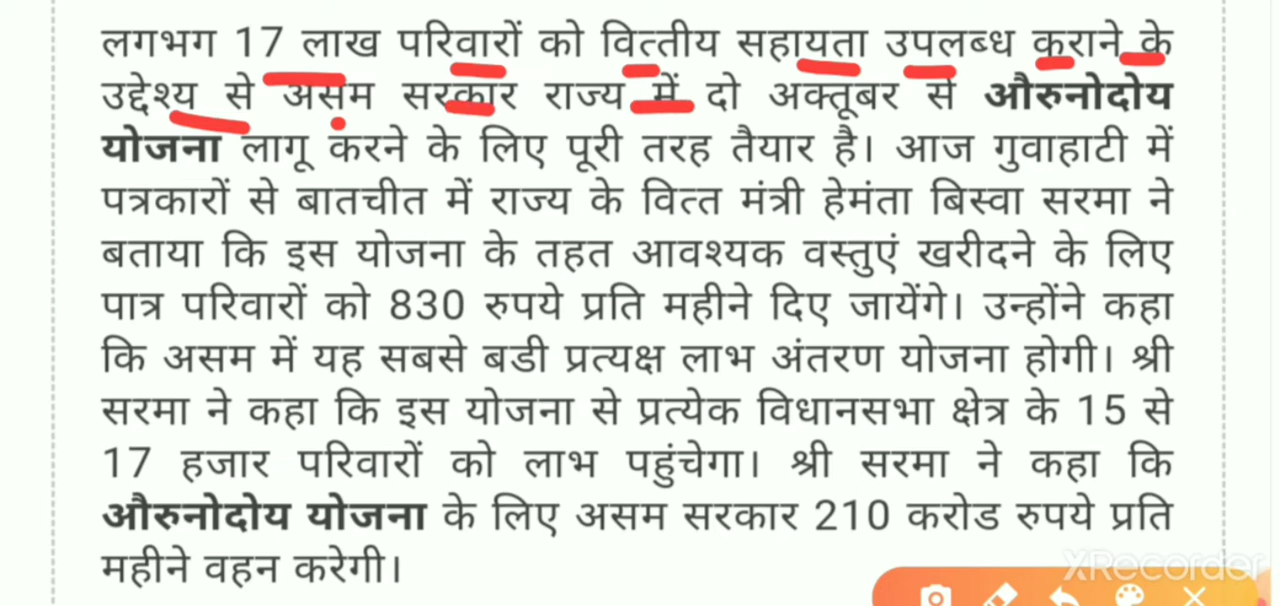 लगभग 17 लाख परिवारों को वित्तीय सहायता उपलब्ध कराने के
उद्देश्य से असम सरकार राज्य में दो अक्तूबर से औरुनोदोय
योजना लागू करने के लिए पूरी तरह तैयार है। आज गुवाहाटी में
पत्रकारों से बातचीत में राज्य के वित्त मंत्री हेमंता बिस्वा सरमा ने
बताया कि इस योजना के तहत आवश्यक वस्तुएं खरीदने के लिए
पात्र परिवारों को 830 रुपये प्रति महीने दिए जायेंगे। उन्होंने कहा
कि असम में यह सबसे बडी प्रत्यक्ष लाभ अंतरण योजना होगी। श्री
सरमा ने कहा कि इस योजना से प्रत्येक विधानसभा क्षेत्र के 15 से
17 हजार परिवारों को लाभ पहुंचेगा। श्री सरमा ने कहा कि
औरुनोदोय योजना के लिए असम सरकार 210 करोड रुपये प्रति
महीने वहन करेगी।
XRecorder